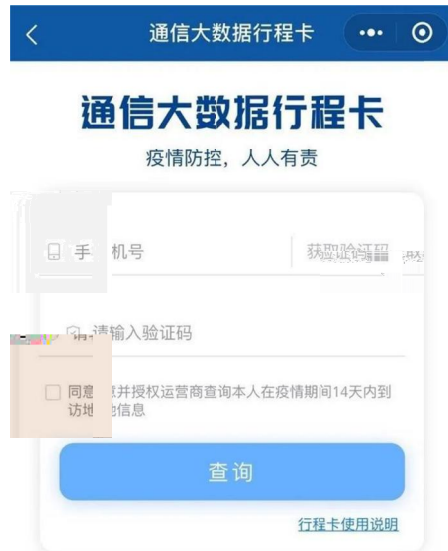 通信大数据行程卡
通信大数据行程卡
疫情防控，人人有责
手机号 获取验证码
请输入验证码
同意并授权运营商查询本人在疫情期间14天内到
访地信息
查询
行程卡使用说明